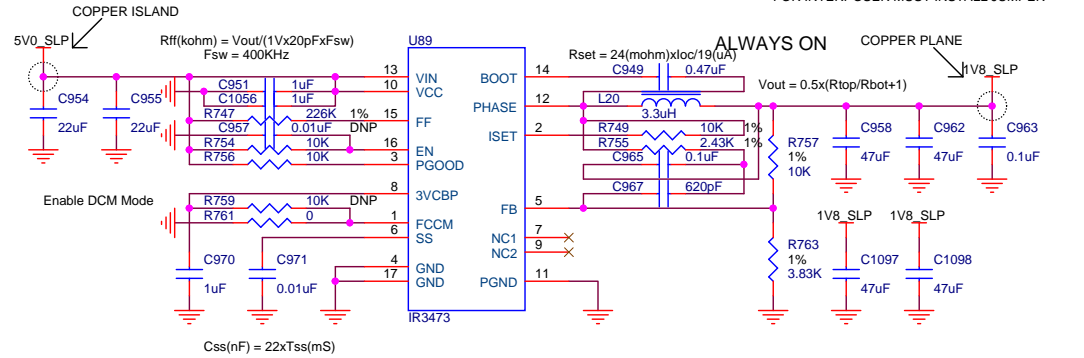 COPPER ISLAND
5V0_SLP
Rff(kohm) = Vout/(1Vx20pFxFsw)
Fsw = 400KHz
U89
ALWAYS ON
Rset = 24(mohm)xIoc/19(uA)
COPPER PLANE
1V8_SLP
Vout = 0.5x(Rtop/Rbot+1)
C954
22uF
C955
22uF
C951 1uF
C1056 1uF
R747 226K 1%
C957 0.01uF DNP
R754 10K
R756 10K
13 VIN
10 VCC
15 FF
16 EN
3 PGOOD
8 3VCBP
1 FCCM
6 SS
4 GND
17 GND
BOOT 14
PHASE 12
ISET 2
FB 5
NC1 7
NC2 9
PGND 11
IR3473
C949 0.47uF
L20
3.3uH
R749 10K 1%
R755 2.43K 1%
C965 0.1uF
C967 620pF
R757
1%
10K
C958
47uF
C962
47uF
C963
0.1uF
Enable DCM Mode
R759 10K DNP
R761 0
C970
1uF
C971
0.01uF
R763
1%
3.83K
1V8_SLP 1V8_SLP
C1097
47uF
C1098
47uF
Css(nF) = 22xTss(mS)